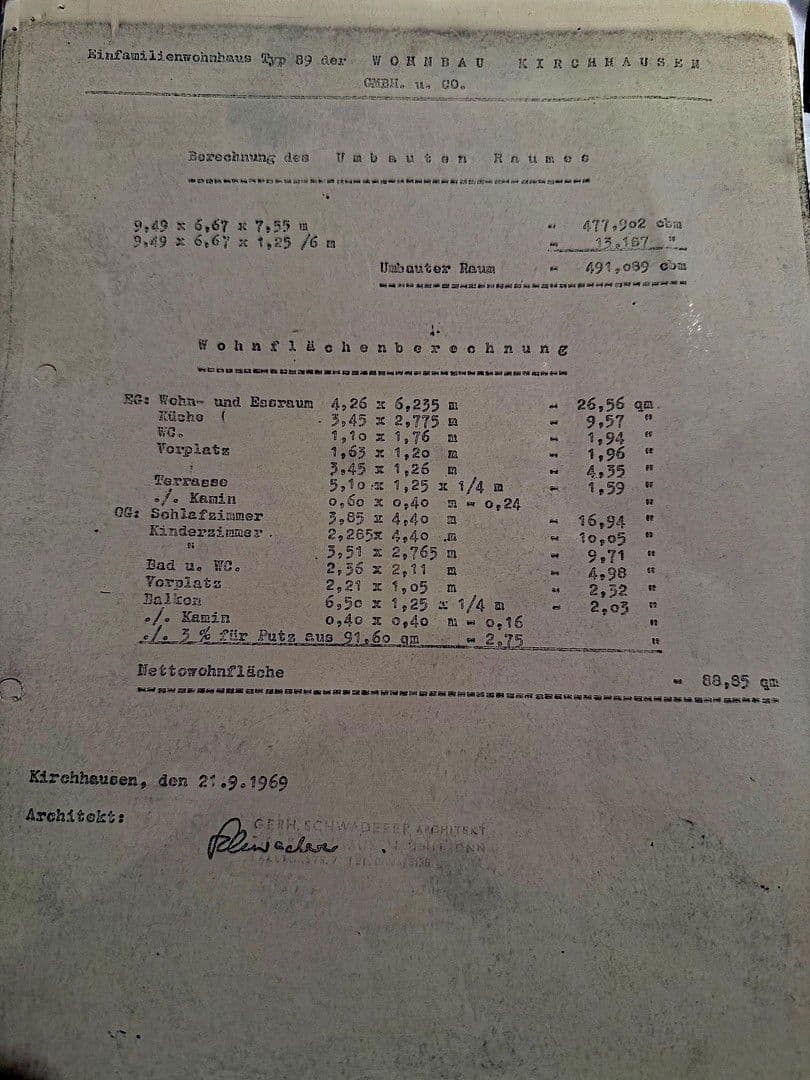 Einfamilienwohnhaus Typ 89 der W O H N B A U K I R C H H A U S E N
GMBH. u. CO.
Berechnung des U m b a u t e n R a u m e s
9,49 x 6,67 x 7,55 m = 477,902 cbm
9,49 x 6,67 x 1,25 /6 m = 13,187 "
Umbauter Raum = 491,089 cbm
W o h n f l ä c h e n b e r e c h n u n g
EG: Wohn- und Essraum 4,26 x 6,235 m = 26,56 qm.
Küche ( 3,45 x 2,775 m = 9,57 "
WC. 1,10 x 1,76 m = 1,94 "
Vorplatz 1,63 x 1,20 m = 1,96 "
3,45 x 1,26 m = 4,35 "
Terrasse 5,10 x 1,25 x 1/4 m = 1,59 "
./. Kamin 0,60 x 0,40 m = 0,24 "
OG: Schlafzimmer 3,85 x 4,40 m = 16,94 "
Kinderzimmer 2,285x 4,40 m = 10,05 "
" 3,51 x 2,765 m = 9,71 "
Bad u. WC. 2,36 x 2,11 m = 4,98 "
Vorplatz 2,21 x 1,05 m = 2,32 "
Balkon 6,50 x 1,25 x 1/4 m = 2,03 "
./. Kamin 0,40 x 0,40 m = 0,16 "
./. 3 % für Putz aus 91,60 qm = 2,75 "
Nettowohnfläche = 88,85 qm
Kirchhausen, den 21.9.1969
Architekt:
GERH. SCHWADERER ARCHITEKT